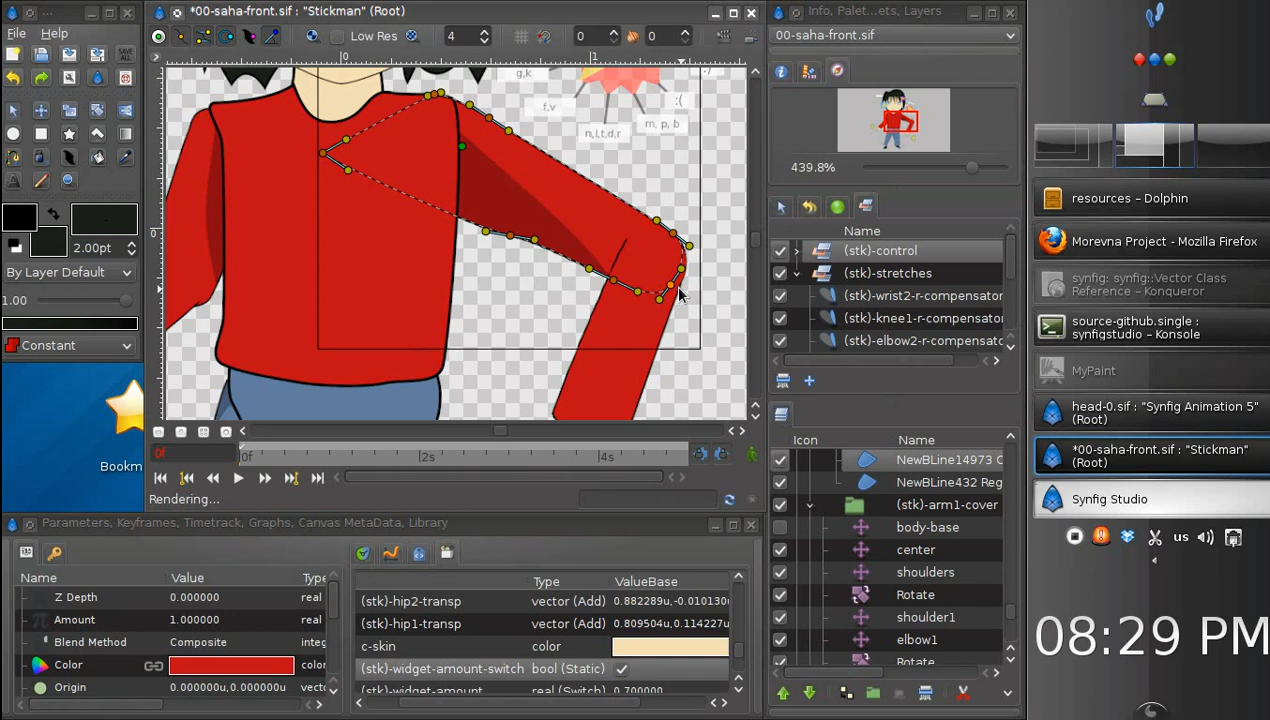 ...
*00-saha-front.sif : "Stickman" (Root)
Info, Palet...ets, Layers
File Help
Low Res
4
0
0
00-saha-front.sif
SAVE ALL
0
1
g,k
-7
f,v
:(
m, p, b
n,l,t,d,r
439.8%
2.00pt
By Layer Default
1.00
Constant
0
Name
(stk)-control
(stk)-stretches
(stk)-wrist2-r-compensator
(stk)-knee1-r-compensator
(stk)-elbow2-r-compensato
Bookm
0f
0f
2s
4s
Rendering...
Icon
Name
NewBLine14973 C
NewBLine432 Reg
(stk)-arm1-cover
body-base
center
shoulders
Rotate
shoulder1
elbow1
Rotate
Parameters, Keyframes, Timetrack, Graphs, Canvas MetaData, Library
Name
Value
Type
Z Depth
0.000000
real
Amount
1.000000
real
Blend Method
Composite
integ
Color
color
Origin
0.000000u,0.000000u
vecto
Type
ValueBase
(stk)-hip2-transp
vector (Add)
0.882289u,-0.010130u
(stk)-hip1-transp
vector (Add)
0.809504u,0.114227u
c-skin
color
(stk)-widget-amount-switch
bool (Static)
(stk)-widget-amount
real (Switch)
0.700000
resources – Dolphin
Morevna Project - Mozilla Firefox
synfig: synfig::Vector Class
Reference – Konqueror
source-github.single :
synfigstudio – Konsole
MyPaint
head-0.sif : "Synfig Animation 5"
(Root)
*00-saha-front.sif : "Stickman"
(Root)
Synfig Studio
us
08:29 PM